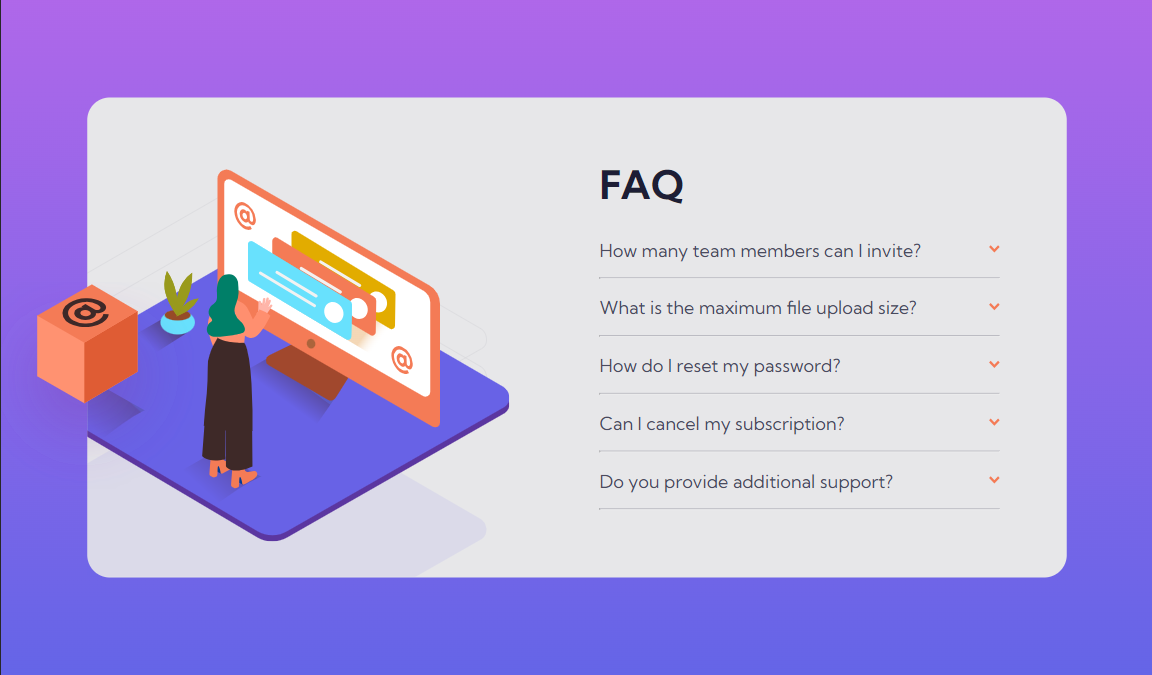 FAQ
How many team members can I invite?
What is the maximum file upload size?
How do I reset my password?
Can I cancel my subscription?
Do you provide additional support?
@
@
@